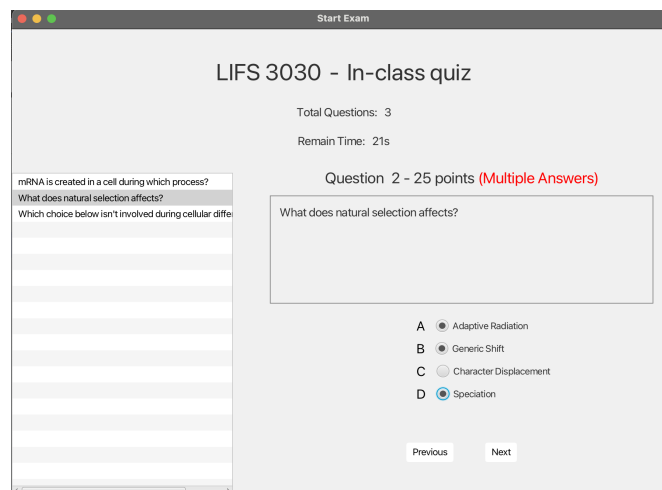 Start Exam
LIFS 3030 - In-class quiz
Total Questions: 3
Remain Time: 21s
mRNA is created in a cell during which process?
What does natural selection affects?
Which choice below isn't involved during cellular diffe
Question 2 - 25 points (Multiple Answers)
What does natural selection affects?
A Adaptive Radiation
B Generic Shift
C Character Displacement
D Speciation
Previous Next